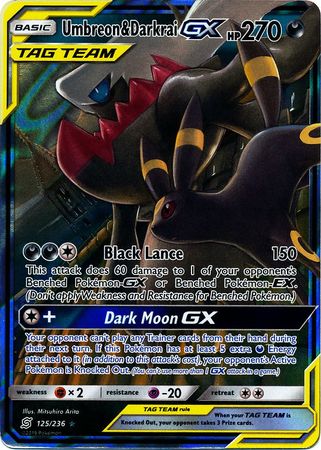 BASIC
Umbreon&Darkrai GX HP270
TAG TEAM
Black Lance 150
This attack does 60 damage to 1 of your opponent's
Benched Pokémon-GX or Benched Pokémon-EX.
(Don't apply Weakness and Resistance for Benched Pokémon.)
+ Dark Moon GX
Your opponent can't play any Trainer cards from their hand during
their next turn. If this Pokémon has at least 5 extra Energy
attached to it (in addition to this attack's cost), your opponent's Active
Pokémon is Knocked Out. (You can't use more than 1 GX attack in a game.)
weakness ×2 resistance -20 retreat
TAG TEAM rule
Illus. Mitsuhiro Arita
When your TAG TEAM is
Knocked Out, your opponent takes 3 Prize cards.
125/236
©2019 Pokémon